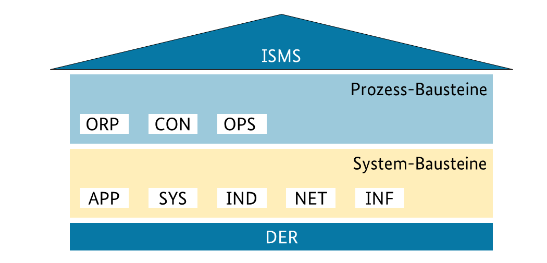 ISMS
Prozess-Bausteine
ORP CON OPS
System-Bausteine
APP SYS IND NET INF
DER